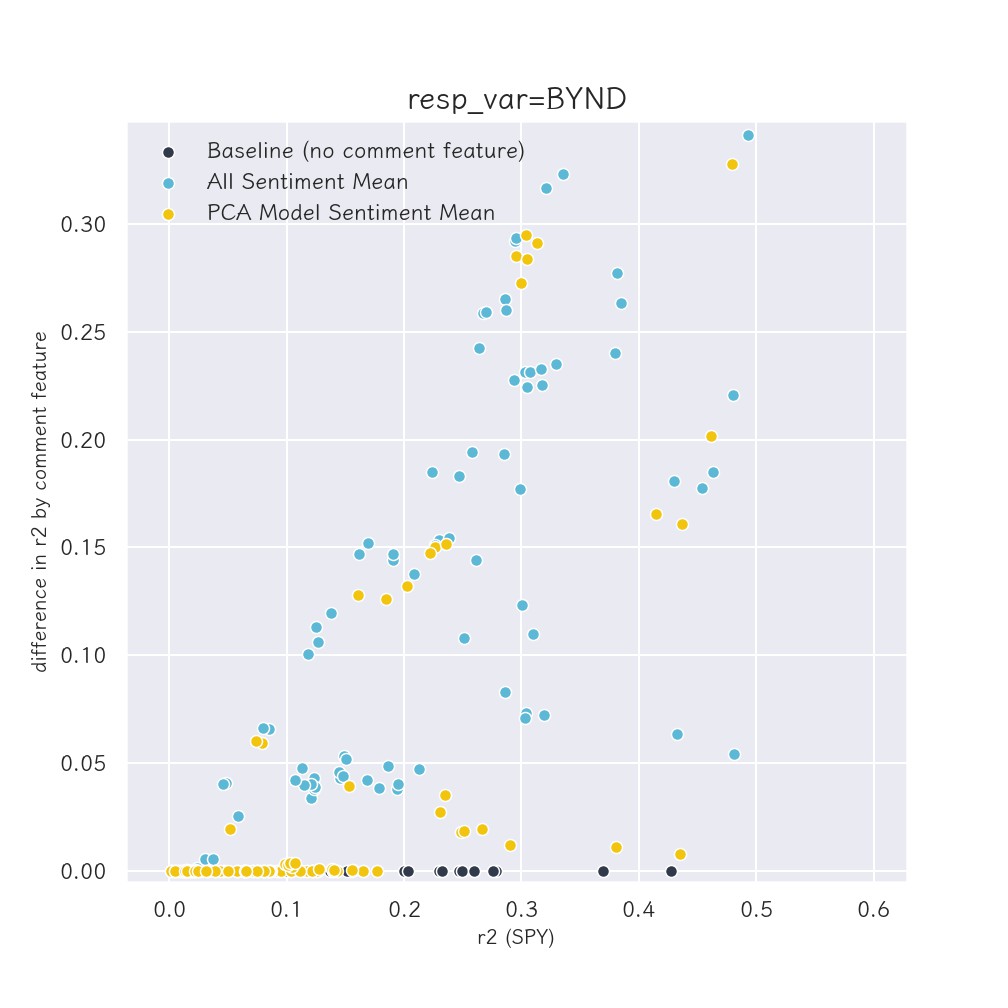 resp_var=BYND
Baseline (no comment feature)
All Sentiment Mean
PCA Model Sentiment Mean
difference in r2 by comment feature
0.30
0.25
0.20
0.15
0.10
0.05
0.00
0.0 0.1 0.2 0.3 0.4 0.5 0.6
r2 (SPY)